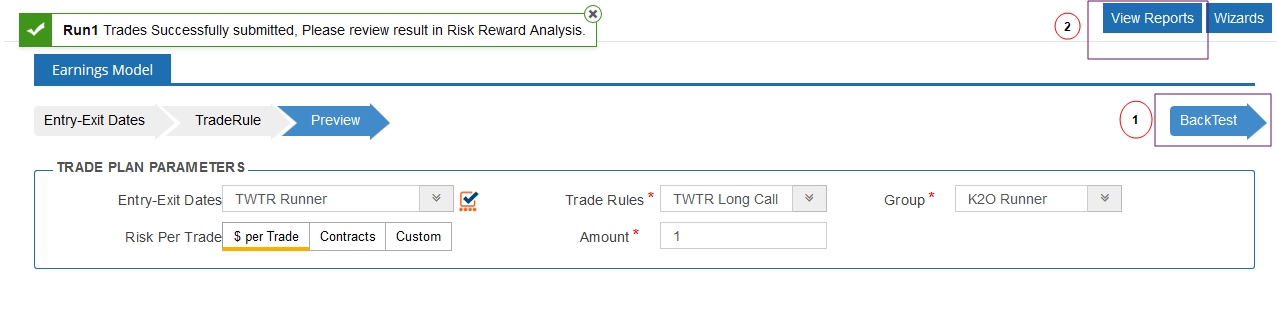 Run1 Trades Successfully submitted, Please review result in Risk Reward Analysis.
2
View Reports
Wizards
Earnings Model
Entry-Exit Dates
TradeRule
Preview
1
BackTest
TRADE PLAN PARAMETERS
Entry-Exit Dates
TWTR Runner
Trade Rules *
TWTR Long Call
Group *
K2O Runner
Risk Per Trade
$ per Trade
Contracts
Custom
Amount *
1